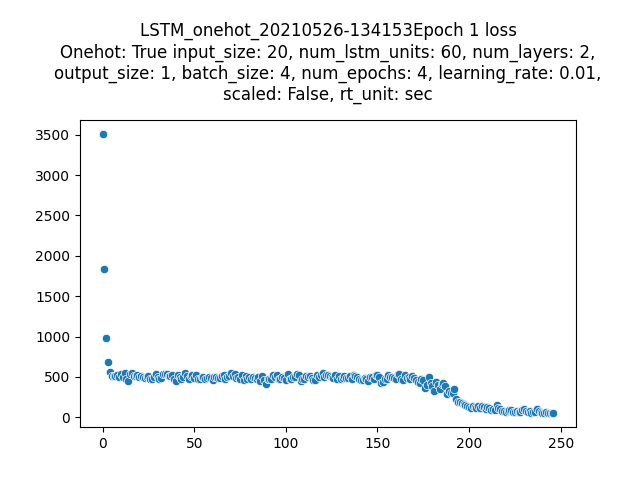 LSTM_onehot_20210526-134153Epoch 1 loss
Onehot: True input_size: 20, num_lstm_units: 60, num_layers: 2,
output_size: 1, batch_size: 4, num_epochs: 4, learning_rate: 0.01,
scaled: False, rt_unit: sec
3500
3000
2500
2000
1500
1000
500
0
0 50 100 150 200 250